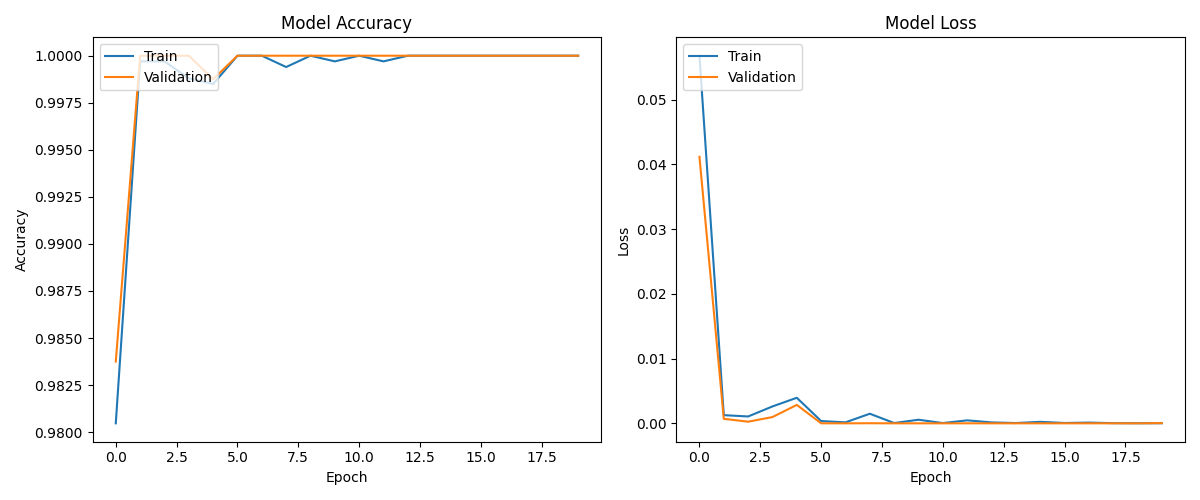 Model Accuracy
Train
Validation
1.0000
0.9975
0.9950
0.9925
0.9900
0.9875
0.9850
0.9825
0.9800
Accuracy
0.0 2.5 5.0 7.5 10.0 12.5 15.0 17.5
Epoch
Model Loss
Train
Validation
0.05
0.04
0.03
0.02
0.01
0.00
Loss
0.0 2.5 5.0 7.5 10.0 12.5 15.0 17.5
Epoch